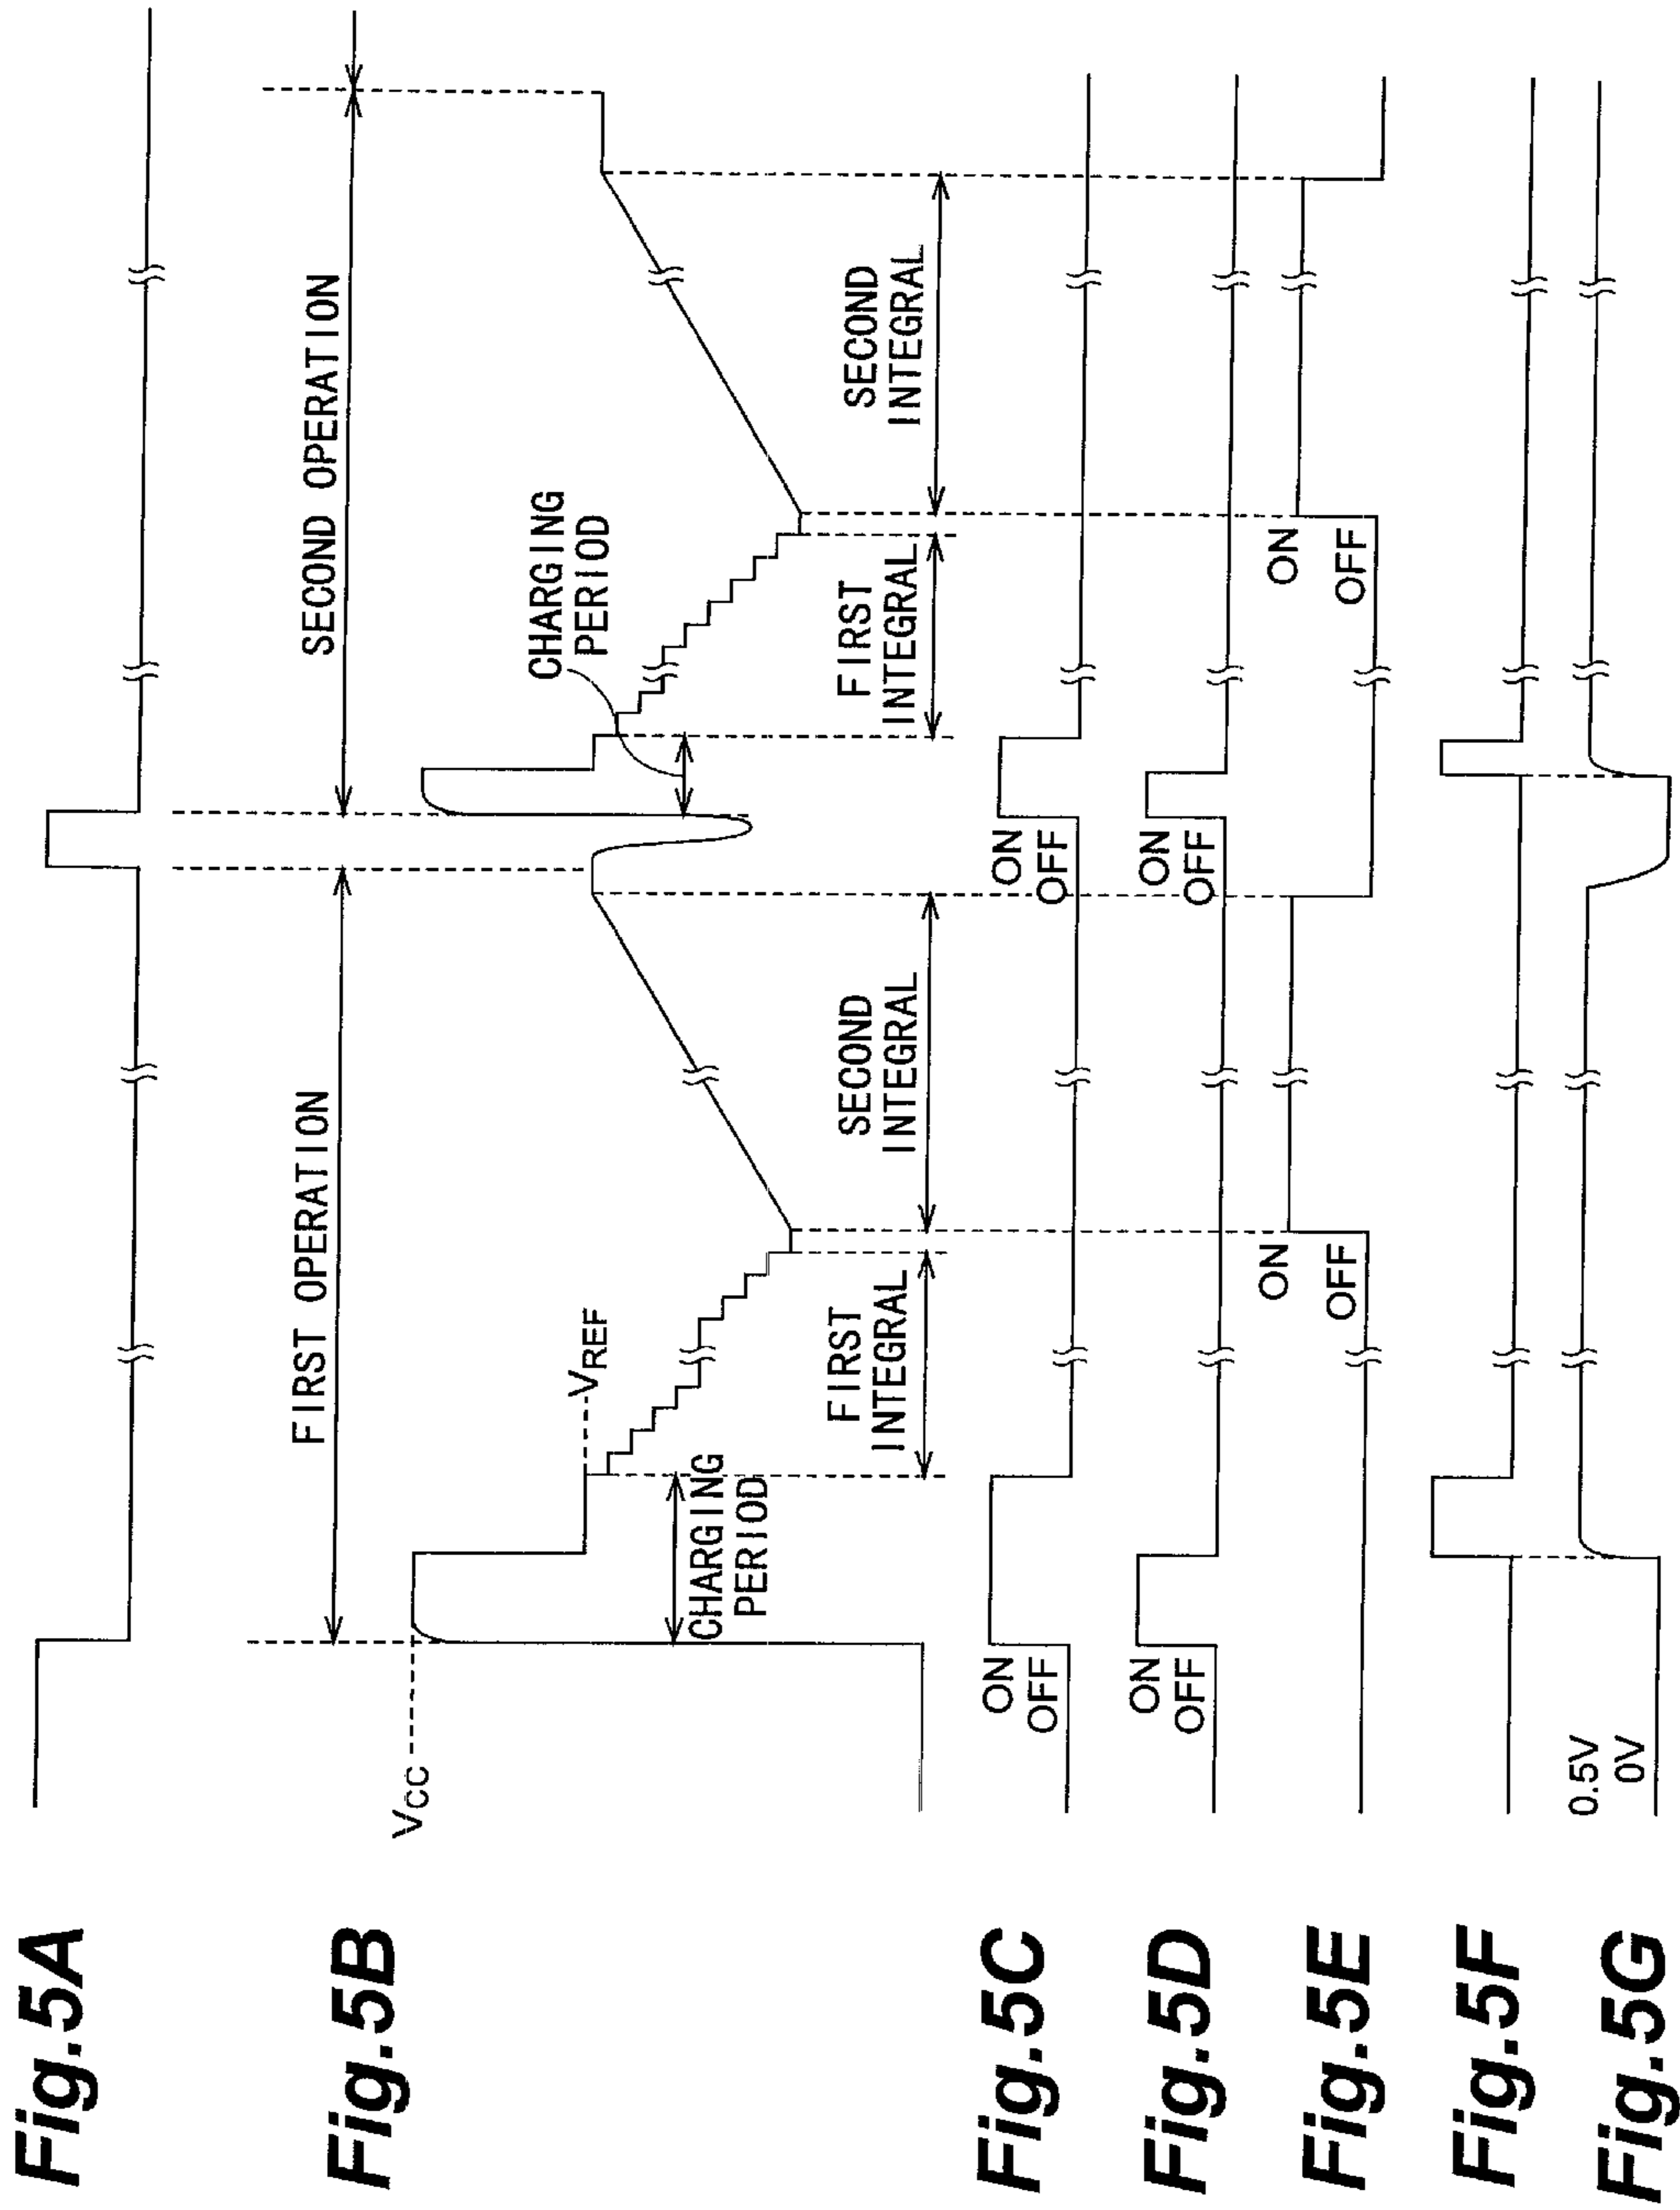 Fig.5A
Fig.5B
FIRST OPERATION
SECOND OPERATION
VCC
VREF
CHARGING
PERIOD
CHARGING
PERIOD
FIRST
INTEGRAL
SECOND
INTEGRAL
FIRST
INTEGRAL
SECOND
INTEGRAL
Fig.5C
ON
OFF
ON
OFF
Fig.5D
ON
OFF
ON
OFF
Fig.5E
ON
OFF
ON
OFF
Fig.5F
Fig.5G
0.5V
0V